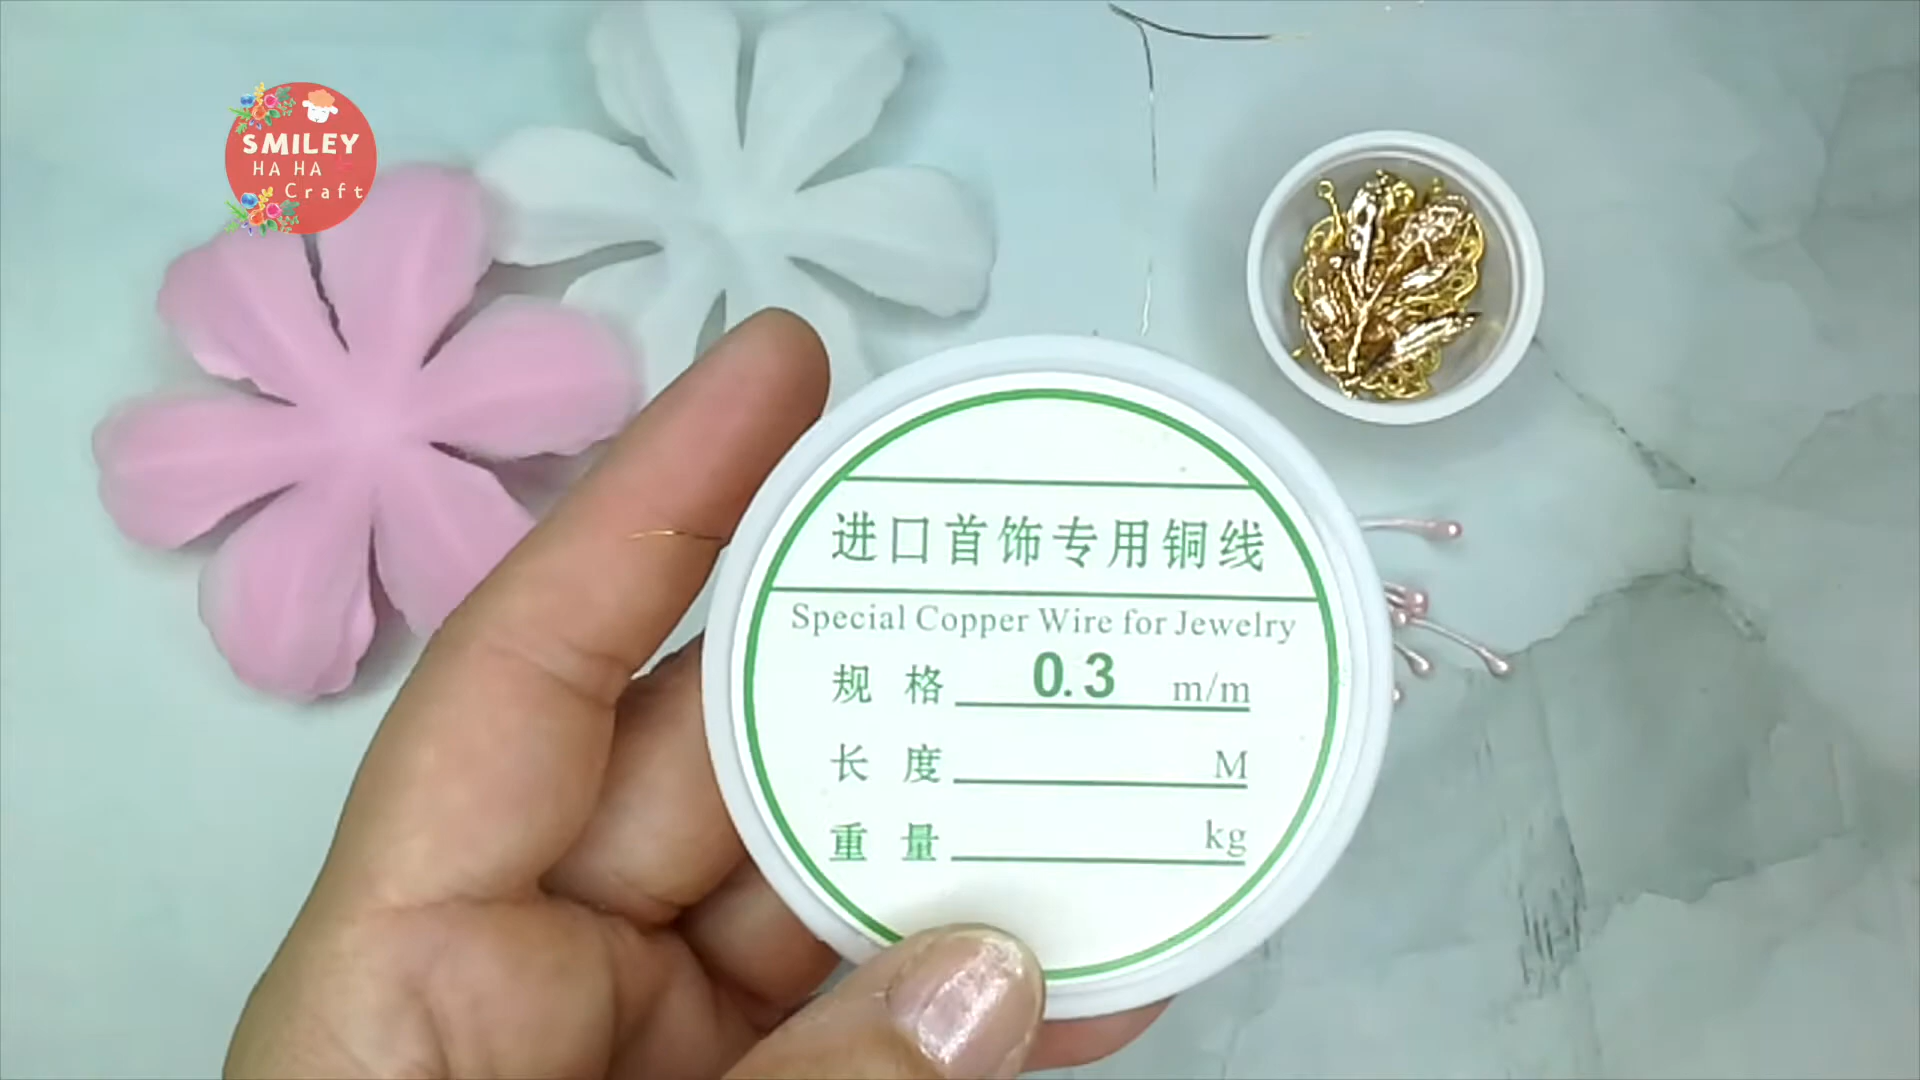 SMILEY
HA HA
Craft
进口首饰专用铜线
Special Copper Wire for Jewelry
规 格 0.3 m/m
长 度 M
重 量 kg